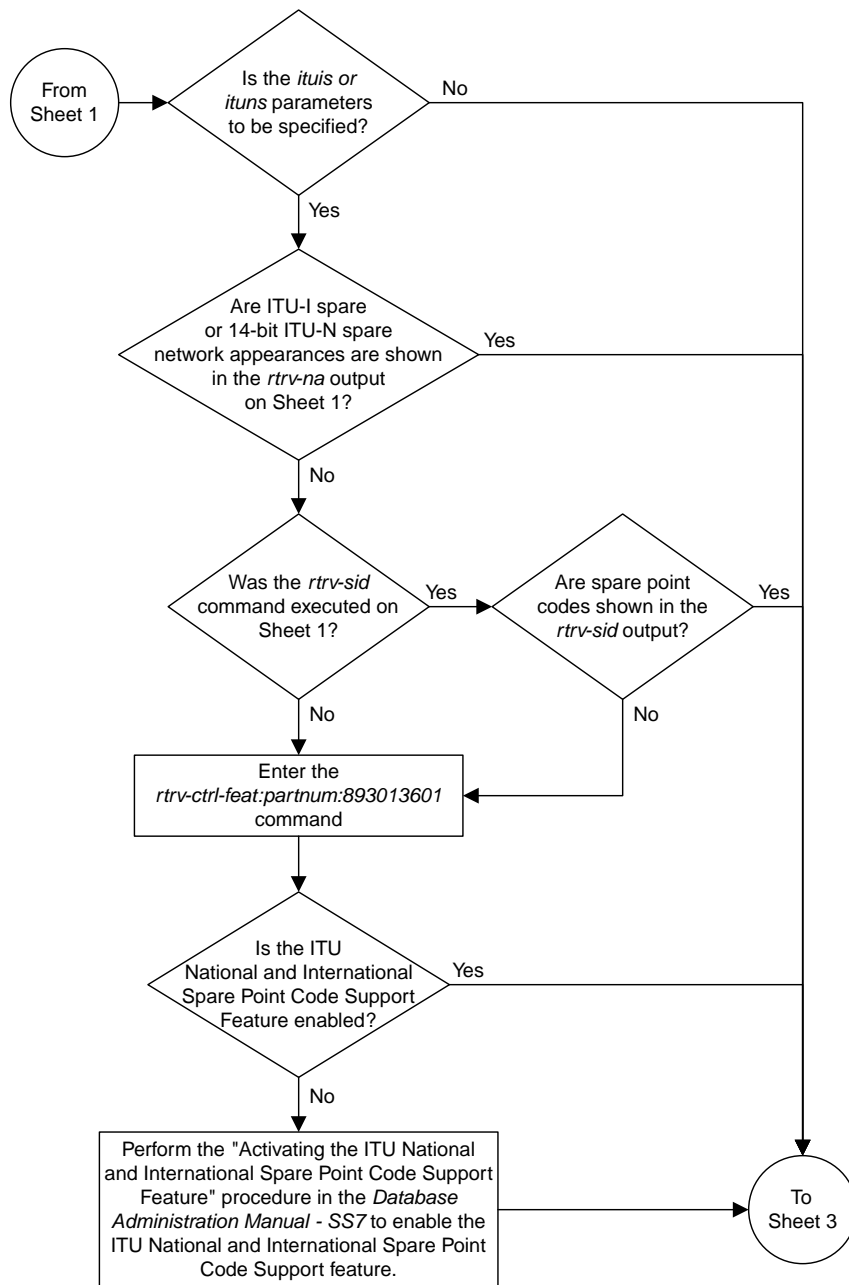 From
Sheet 1
Is the ituis or
ituns parameters
to be specified?
No
Yes
Are ITU-I spare
or 14-bit ITU-N spare
network appearances are shown
in the rtrv-na output
on Sheet 1?
Yes
No
Was the rtrv-sid
command executed on
Sheet 1?
Yes
Are spare point
codes shown in the
rtrv-sid output?
Yes
No
No
Enter the
rtrv-ctrl-feat:partnum:893013601
command
Is the ITU
National and International
Spare Point Code Support
Feature enabled?
Yes
No
Perform the "Activating the ITU National
and International Spare Point Code Support
Feature" procedure in the Database
Administration Manual - SS7 to enable the
ITU National and International Spare Point
Code Support feature.
To
Sheet 3